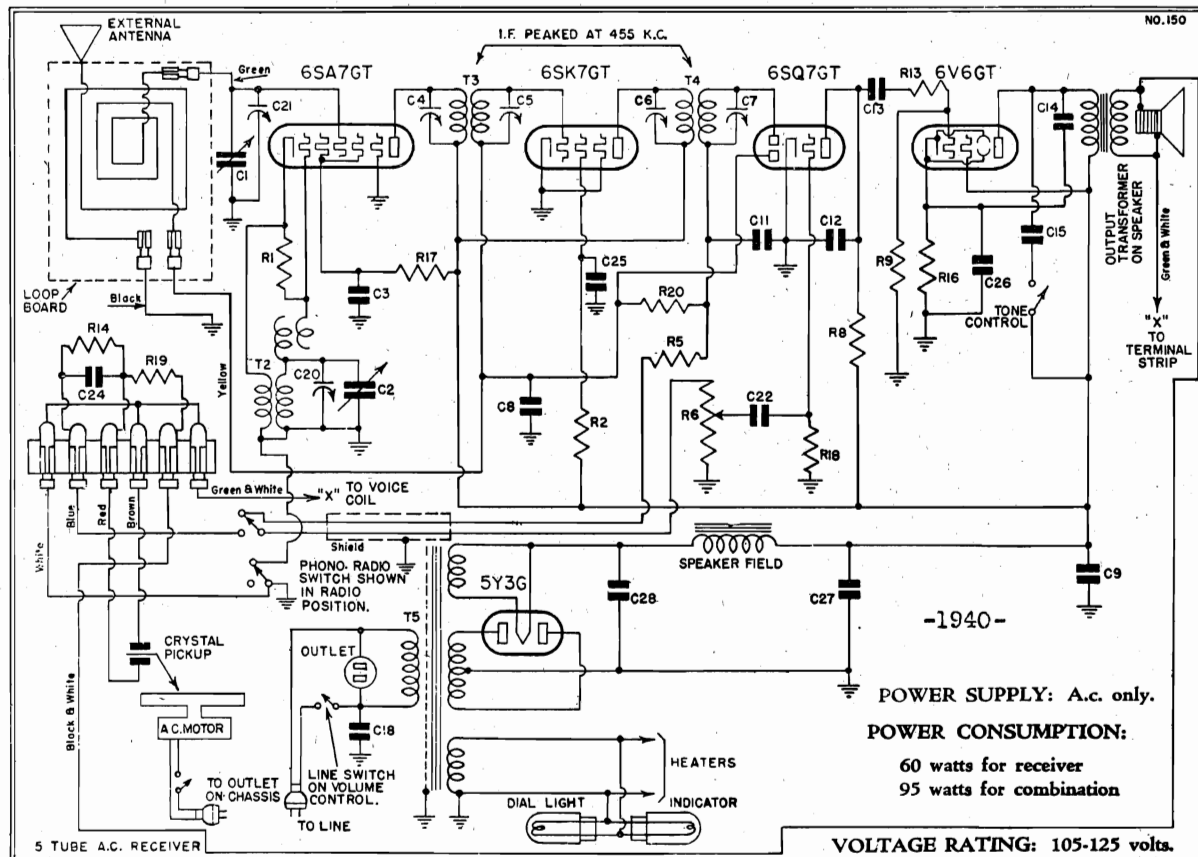 EXTERNAL
ANTENNA
NO.150
I.F. PEAKED AT 455 K.C.
Green
6SA7GT
T3
6SK7GT
T4
6SQ7GT
R13
6V6GT
C21
C4
C5
C6
C7
C13
C14
C1
OUTPUT
TRANSFORMER
ON SPEAKER
Green & White
R1
R17
C3
C25
C11
C12
R9
R16
C26
C15
LOOP
BOARD
Black
R20
TONE
CONTROL
"X"
TO
TERMINAL
STRIP
R14
R19
C24
Yellow
T2
C20
C2
R5
R8
C8
R2
R6
C22
R18
Green & White
"X" TO VOICE
COIL
White
Blue
Red
Brown
Shield
PHONO-RADIO
SWITCH SHOWN
IN RADIO
POSITION.
SPEAKER FIELD
5Y3G
C28
C27
C9
T5
-1940-
CRYSTAL
PICKUP
OUTLET
Black & White
A.C. MOTOR
C18
LINE SWITCH
ON VOLUME
CONTROL.
TO OUTLET
ON CHASSIS
TO LINE
HEATERS
DIAL LIGHT
INDICATOR
POWER SUPPLY: A.c. only.
POWER CONSUMPTION:
60 watts for receiver
95 watts for combination
5 TUBE A.C. RECEIVER
VOLTAGE RATING: 105-125 volts.